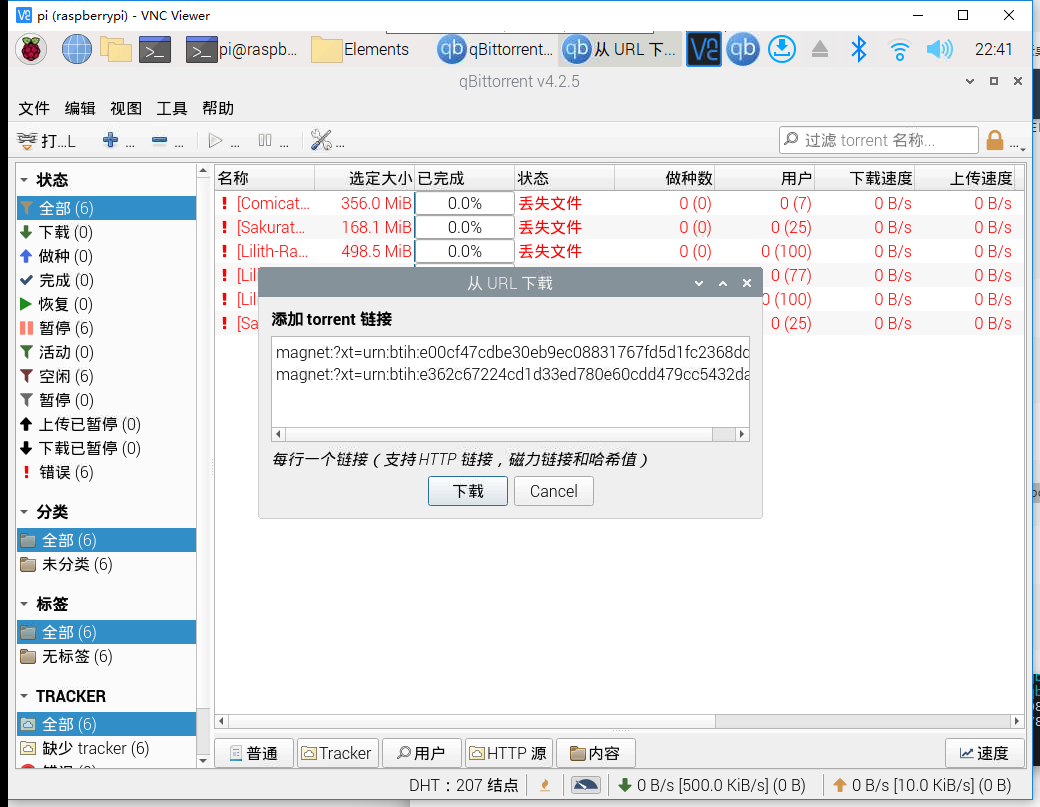 pi (raspberrypi) - VNC Viewer
pi@raspb... Elements qBittorrent... 从 URL 下... 22:41
qBittorrent v4.2.5
文件 编辑 视图 工具 帮助
打...L ... ... ... ... ... 过滤 torrent 名称... ...
状态
全部 (6)
下载 (0)
做种 (0)
完成 (0)
恢复 (0)
暂停 (6)
活动 (0)
空闲 (6)
暂停 (0)
上传已暂停 (0)
下载已暂停 (0)
错误 (6)
分类
全部 (6)
未分类 (6)
标签
全部 (6)
无标签 (6)
TRACKER
全部 (6)
缺少 tracker (6)
名称 选定大小 已完成 状态 做种数 用户 下载速度 上传速度
[Comicat... 356.0 MiB 0.0% 丢失文件 0 (0) 0 (7) 0 B/s 0 B/s
[Sakurat... 168.1 MiB 0.0% 丢失文件 0 (0) 0 (25) 0 B/s 0 B/s
[Lilith-Ra... 498.5 MiB 0.0% 丢失文件 0 (0) 0 (100) 0 B/s 0 B/s
[Lil 0 (77) 0 B/s 0 B/s
[Lil 0 (100) 0 B/s 0 B/s
[Sa 0 (25) 0 B/s 0 B/s
从 URL 下载
添加 torrent 链接
magnet:?xt=urn:btih:e00cf47cdbe30eb9ec08831767fd5d1fc2368dc
magnet:?xt=urn:btih:e362c67224cd1d33ed780e60cdd479cc5432da
每行一个链接（支持 HTTP 链接，磁力链接和哈希值）
下载 Cancel
普通 Tracker 用户 HTTP 源 内容 速度
DHT：207 结点 0 B/s [500.0 KiB/s] (0 B) 0 B/s [10.0 KiB/s] (0 B)